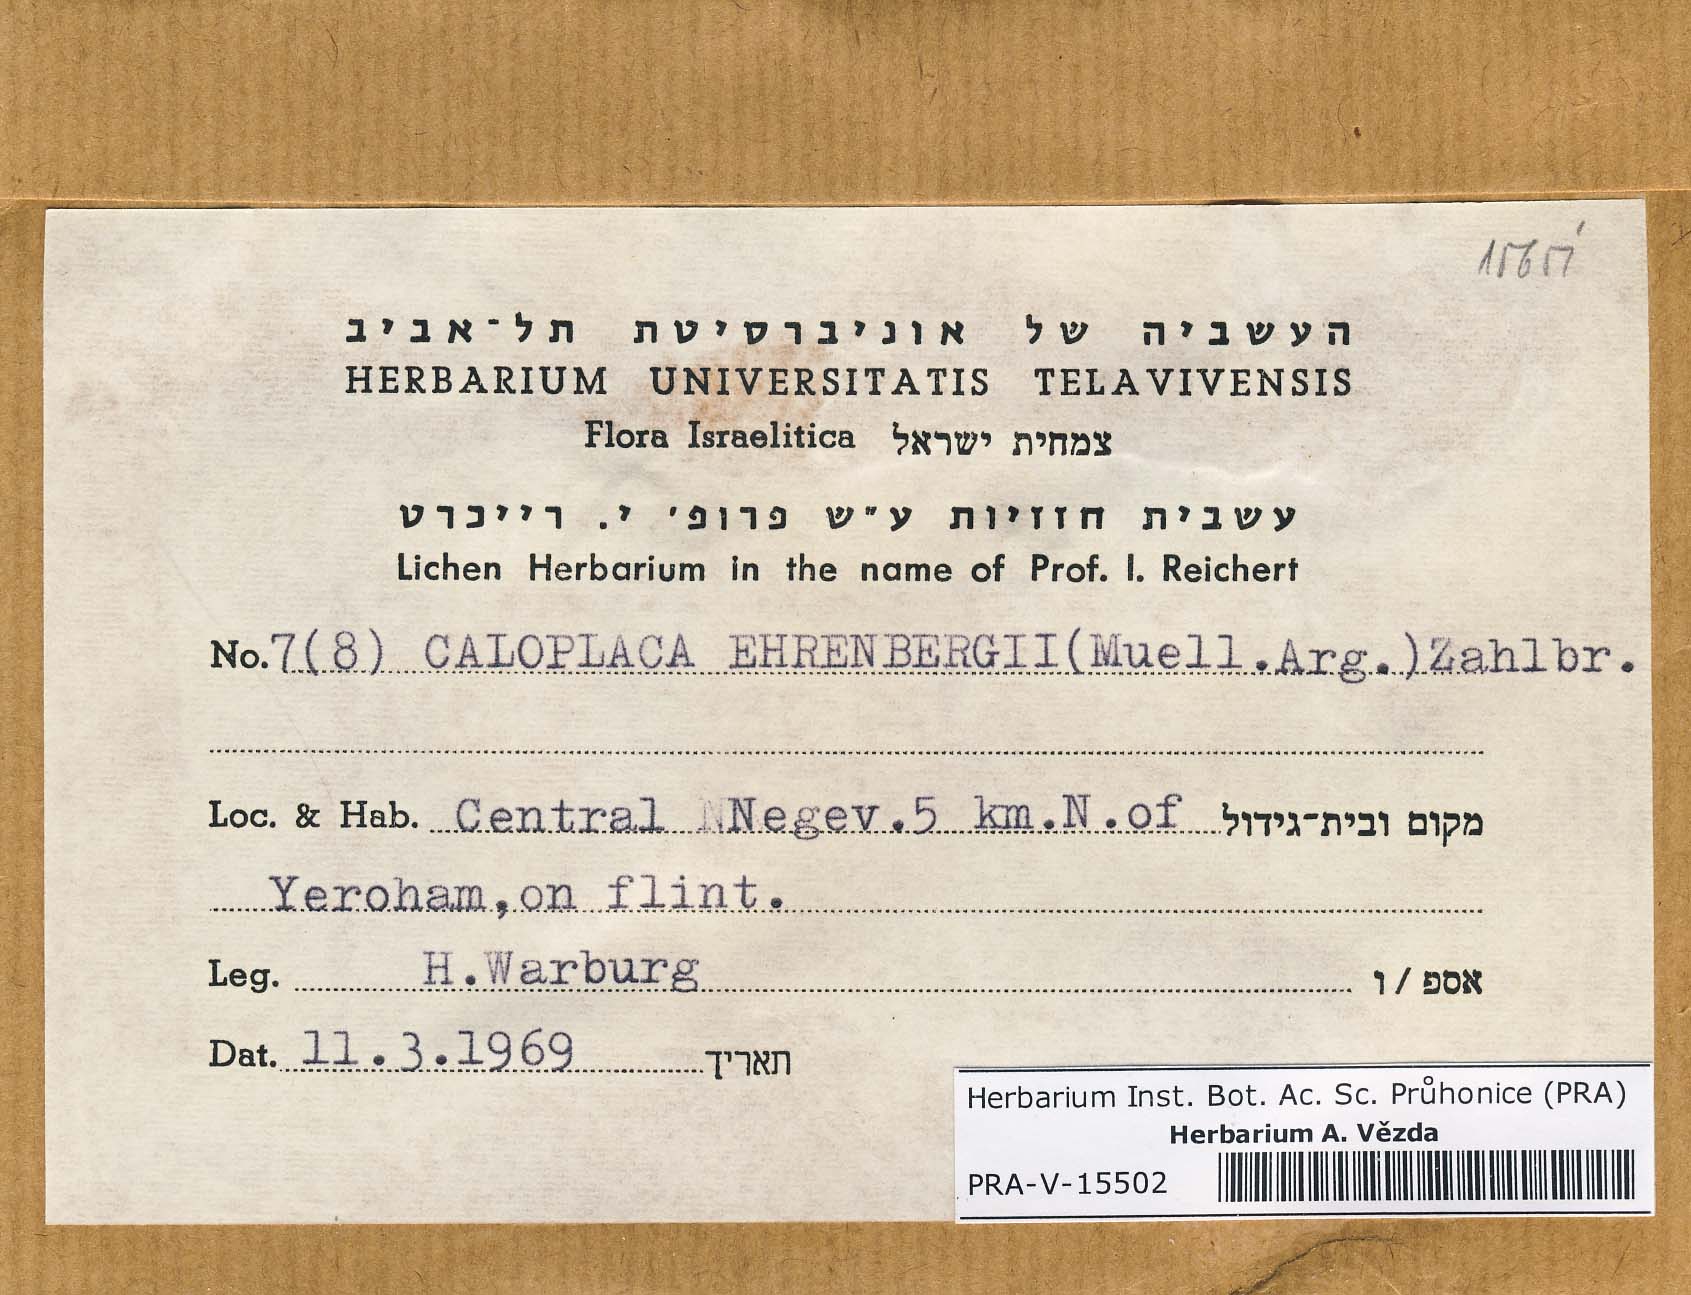 העשביה של אוניברסיטת תל-אביב
HERBARIUM UNIVERSITATIS TELAVIVENSIS
Flora Israelitica צמחית ישראל
עשבית חזזיות ע"ש פרופ' י. רייכרט
Lichen Herbarium in the name of Prof. I. Reichert
No. 7(8) CALOPLACA EHRENBERGII(Muell.Arg.)Zahlbr.
Loc. & Hab. Central NNegev.5 km.N.of מקום ובית-גידול
Yeroham,on flint.
Leg. H.Warburg אספ/ו
Dat. 11.3.1969 תאריך
Herbarium Inst. Bot. Ac. Sc. Průhonice (PRA)
Herbarium A. Vězda
PRA-V-15502